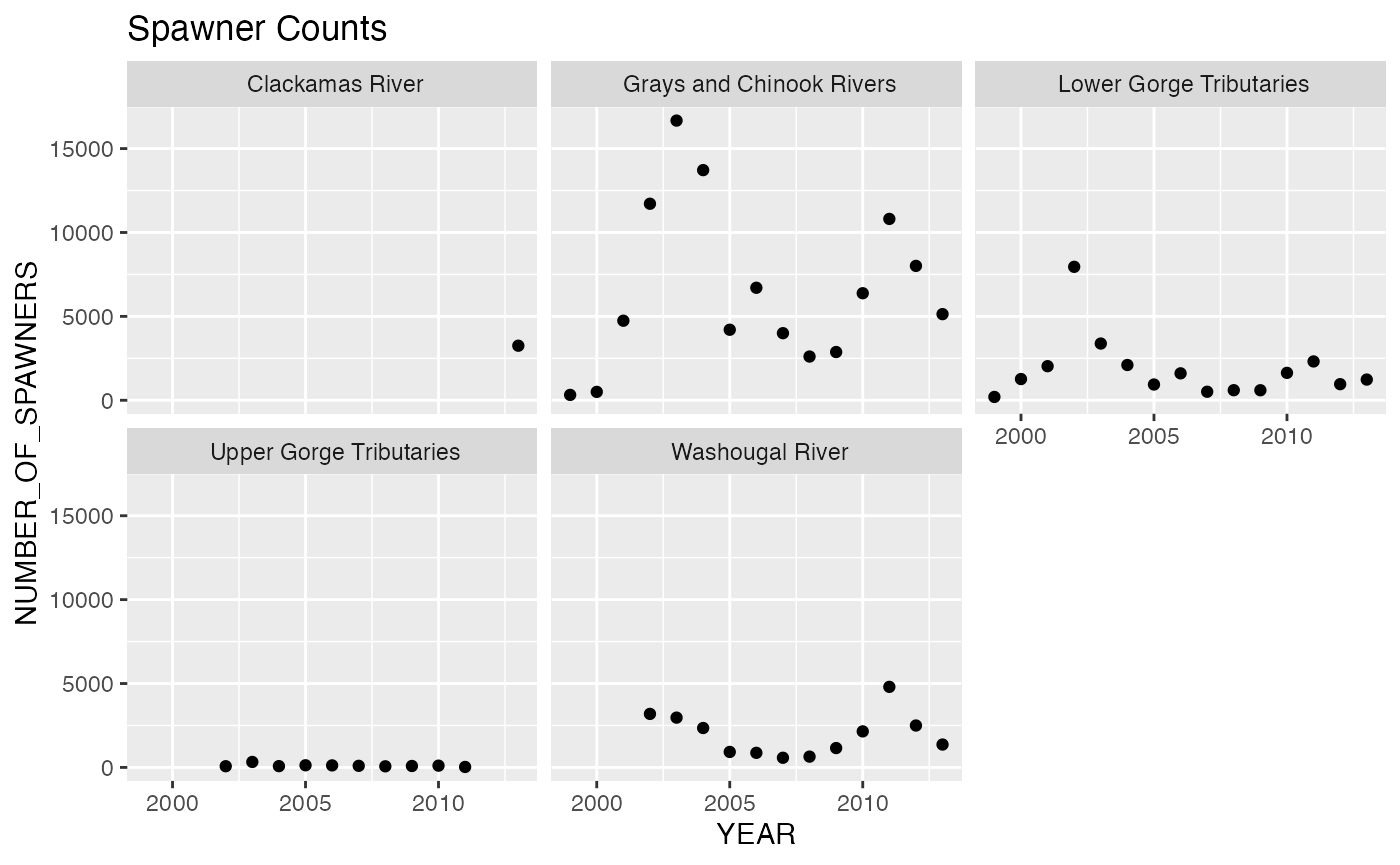 Spawner Counts
Clackamas River
Grays and Chinook Rivers
Lower Gorge Tributaries
15000
10000
5000
0
2000 2005 2010
Upper Gorge Tributaries
Washougal River
15000
10000
5000
0
2000 2005 2010
2000 2005 2010
YEAR
NUMBER_OF_SPAWNERS